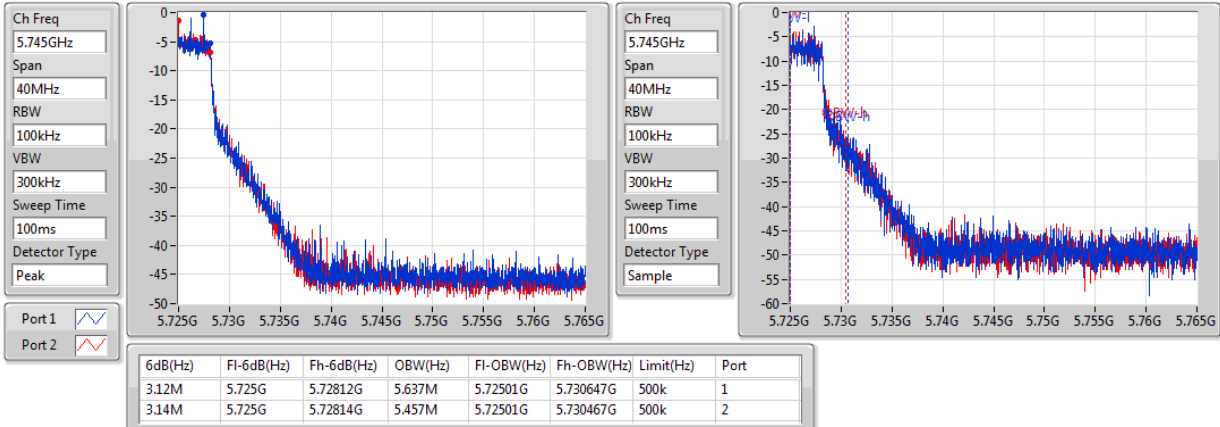 Ch Freq
5.745GHz
Span
40MHz
RBW
100kHz
VBW
300kHz
Sweep Time
100ms
Detector Type
Peak
Port 1
Port 2
0-
-5-
-10-
-15-
-20-
-25-
-30-
-35-
-40-
-45-
-50-
5.725G 5.73G 5.735G 5.74G 5.745G 5.75G 5.755G 5.76G 5.765G
Ch Freq
5.745GHz
Span
40MHz
RBW
100kHz
VBW
300kHz
Sweep Time
100ms
Detector Type
Sample
0-
-5-
-10-
-15-
-20-
-25-
-30-
-35-
-40-
-45-
-50-
-55-
-60-
5.725G 5.73G 5.735G 5.74G 5.745G 5.75G 5.755G 5.76G 5.765G
6dB(Hz) Fl-6dB(Hz) Fh-6dB(Hz) OBW(Hz) Fl-OBW(Hz) Fh-OBW(Hz) Limit(Hz) Port
3.12M 5.725G 5.72812G 5.637M 5.72501G 5.730647G 500k 1
3.14M 5.725G 5.72814G 5.457M 5.72501G 5.730467G 500k 2